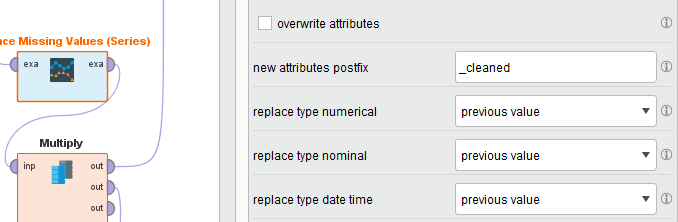 nce Missing Values (Series)
exa exa
Multiply
inp out
out
out
overwrite attributes
new attributes postfix _cleaned
replace type numerical previous value
replace type nominal previous value
replace type date time previous value